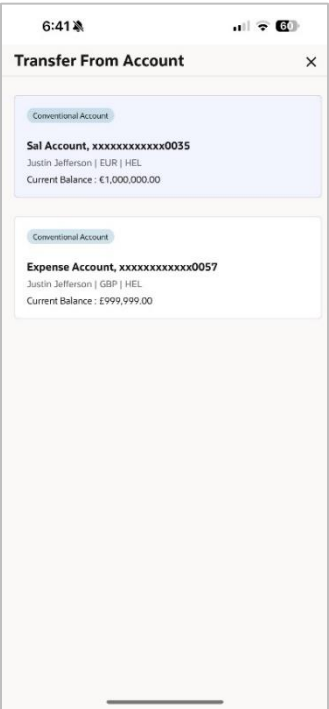 6:41
60
Transfer From Account
Conventional Account
Sal Account, xxxxxxxxxxxx0035
Justin Jefferson | EUR | HEL
Current Balance : €1,000,000.00
Conventional Account
Expense Account, xxxxxxxxxxxx0057
Justin Jefferson | GBP | HEL
Current Balance : £999,999.00